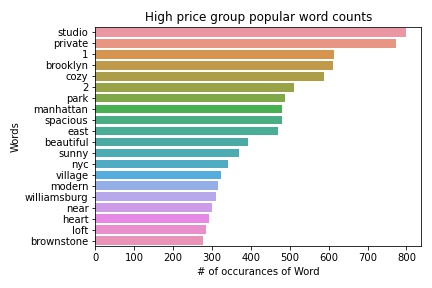 High price group popular word counts
Words
studio
private
1
brooklyn
cozy
2
park
manhattan
spacious
east
beautiful
sunny
nyc
village
modern
williamsburg
near
heart
loft
brownstone
0 100 200 300 400 500 600 700 800
# of occurances of Word